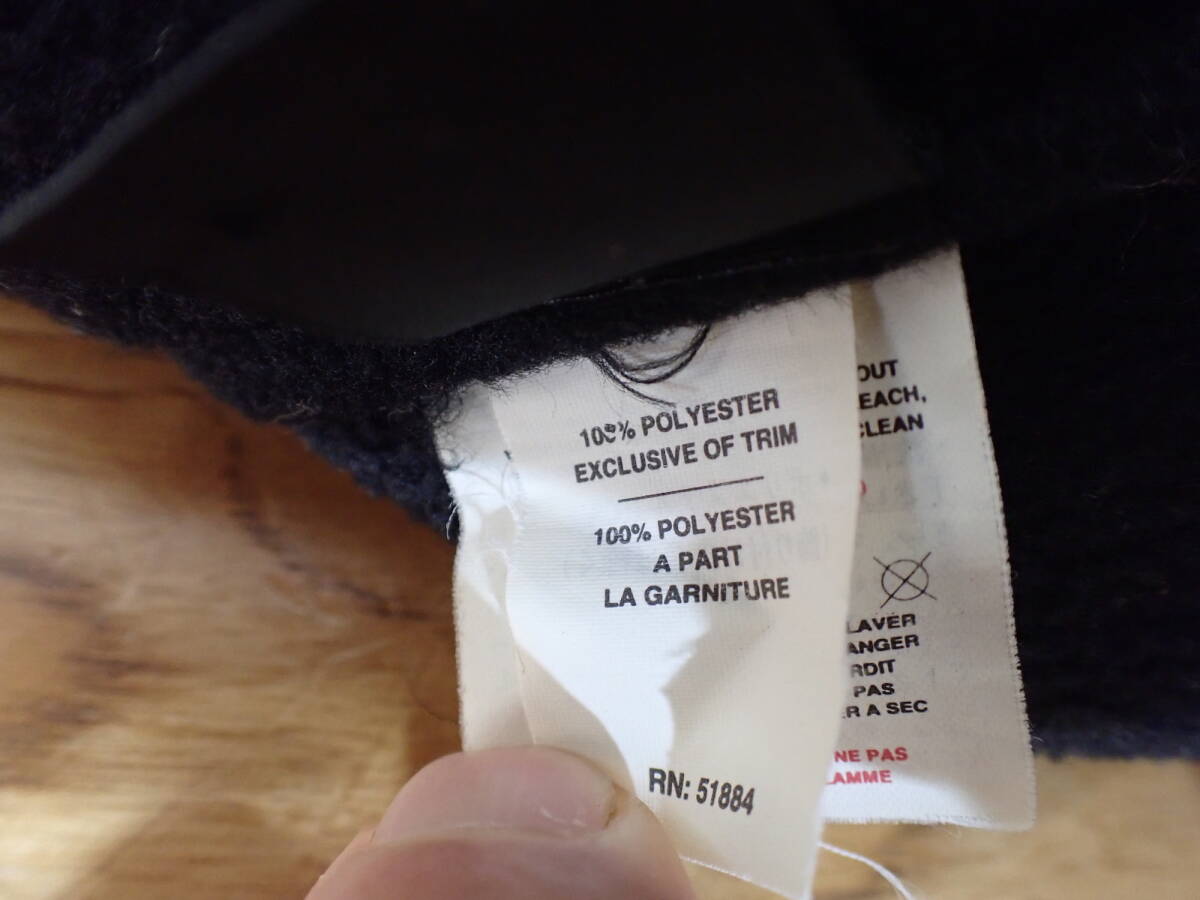 100% POLYESTER
EXCLUSIVE OF TRIM
100% POLYESTER
A PART
LA GARNITURE
RN: 51884
OUT
EACH,
CLEAN
LAVER
ANGER
RDIT
PAS
ER A SEC
NE PAS
LAMME